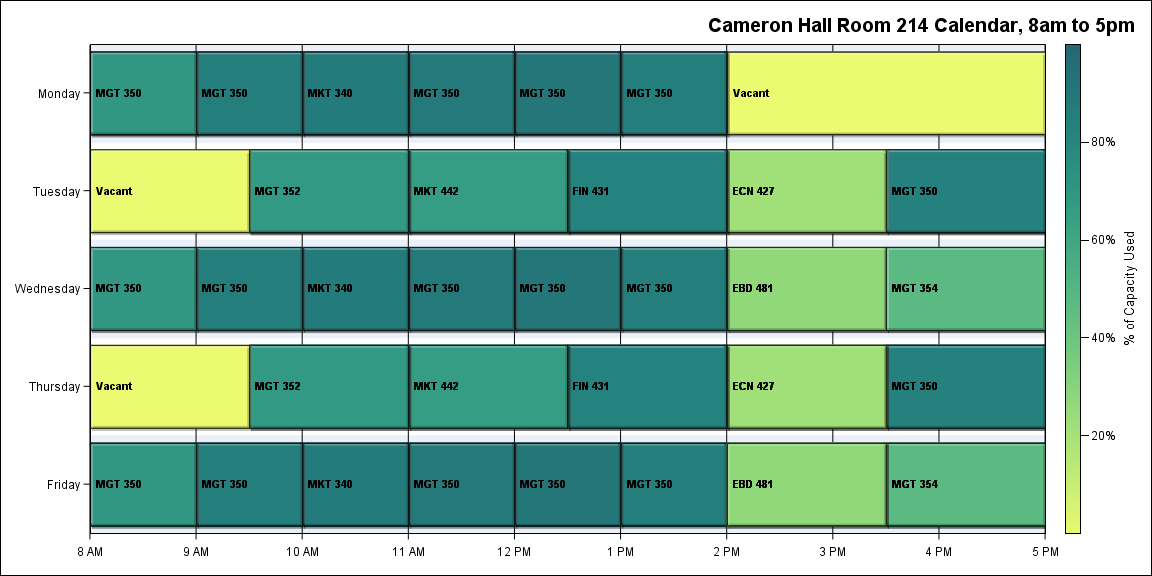 Cameron Hall Room 214 Calendar, 8am to 5pm
Monday
MGT 350 MGT 350 MKT 340 MGT 350 MGT 350 MGT 350 Vacant
Tuesday
Vacant MGT 352 MKT 442 FIN 431 ECN 427 MGT 350
Wednesday
MGT 350 MGT 350 MKT 340 MGT 350 MGT 350 MGT 350 EBD 481 MGT 354
Thursday
Vacant MGT 352 MKT 442 FIN 431 ECN 427 MGT 350
Friday
MGT 350 MGT 350 MKT 340 MGT 350 MGT 350 MGT 350 EBD 481 MGT 354
8 AM 9 AM 10 AM 11 AM 12 PM 1 PM 2 PM 3 PM 4 PM 5 PM
80%
60%
40%
20%
% of Capacity Used